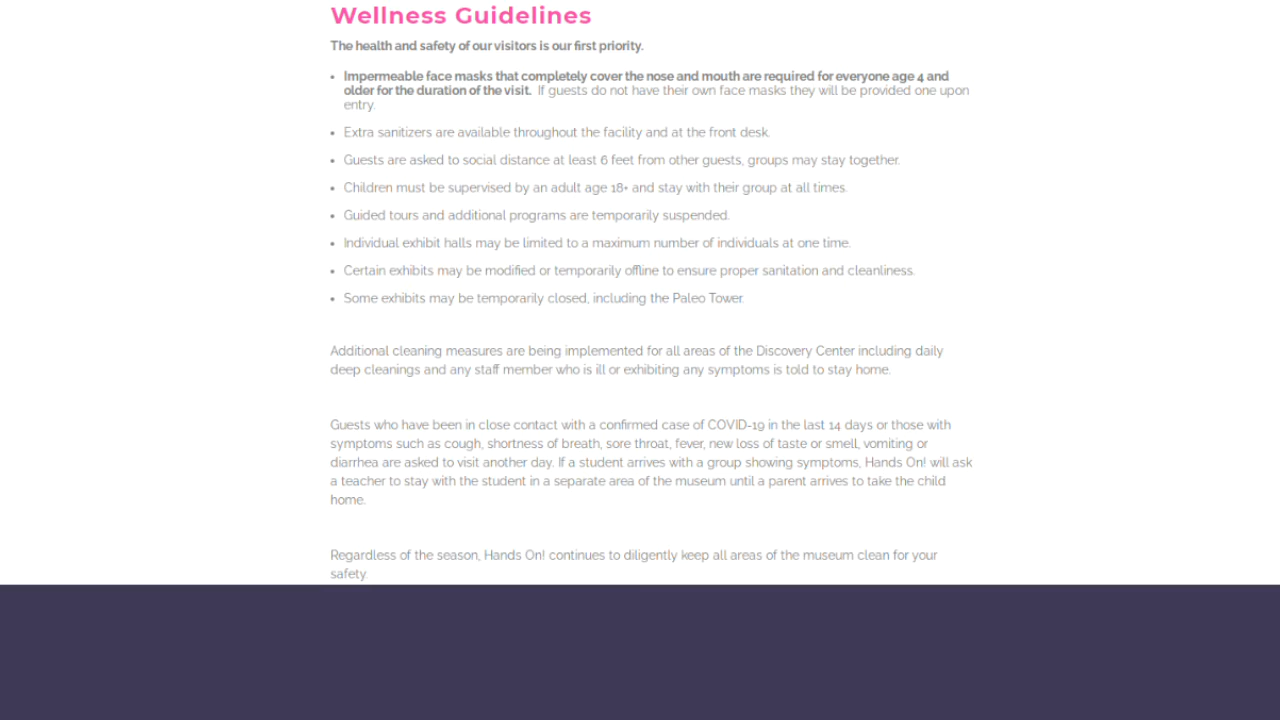 Wellness Guidelines
The health and safety of our visitors is our first priority.
• Impermeable face masks that completely cover the nose and mouth are required for everyone age 4 and
older for the duration of the visit. If guests do not have their own face masks they will be provided one upon
entry.
• Extra sanitizers are available throughout the facility and at the front desk.
• Guests are asked to social distance at least 6 feet from other guests, groups may stay together.
• Children must be supervised by an adult age 18+ and stay with their group at all times.
• Guided tours and additional programs are temporarily suspended.
• Individual exhibit halls may be limited to a maximum number of individuals at one time.
• Certain exhibits may be modified or temporarily offline to ensure proper sanitation and cleanliness.
• Some exhibits may be temporarily closed, including the Paleo Tower.
Additional cleaning measures are being implemented for all areas of the Discovery Center including daily
deep cleanings and any staff member who is ill or exhibiting any symptoms is told to stay home.
Guests who have been in close contact with a confirmed case of COVID-19 in the last 14 days or those with
symptoms such as cough, shortness of breath, sore throat, fever, new loss of taste or smell, vomiting or
diarrhea are asked to visit another day. If a student arrives with a group showing symptoms, Hands On! will ask
a teacher to stay with the student in a separate area of the museum until a parent arrives to take the child
home.
Regardless of the season, Hands On! continues to diligently keep all areas of the museum clean for your
safety.